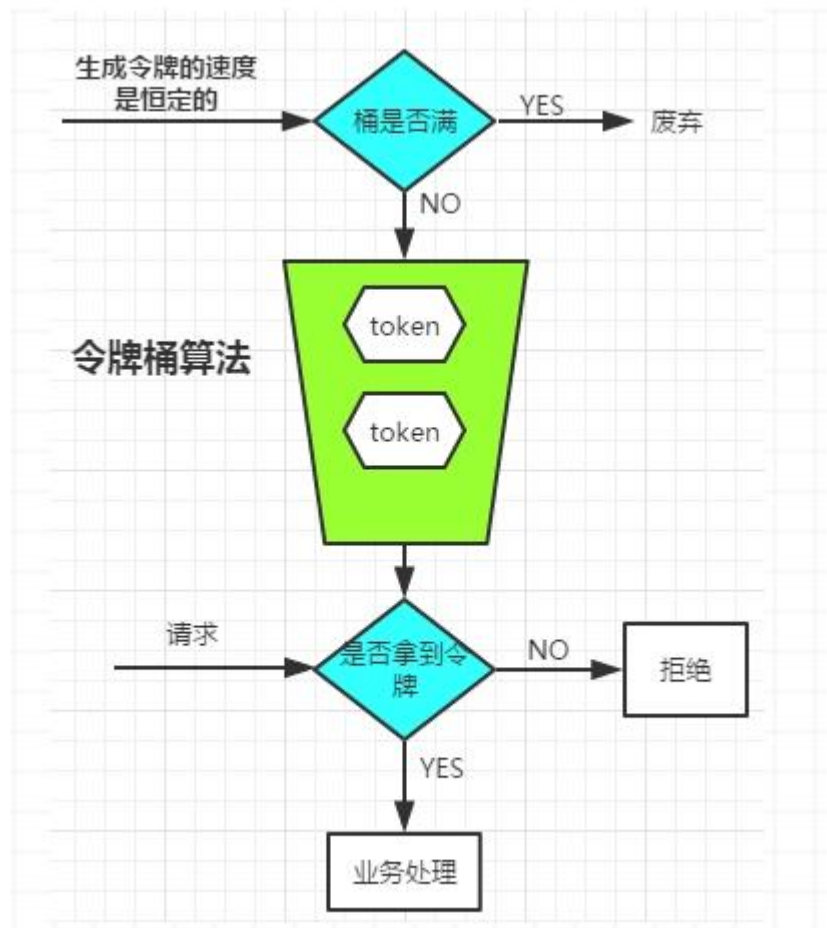 生成令牌的速度
是恒定的
桶是否满
YES
废弃
NO
token
令牌桶算法
token
请求
是否拿到令
牌
NO
拒绝
YES
业务处理